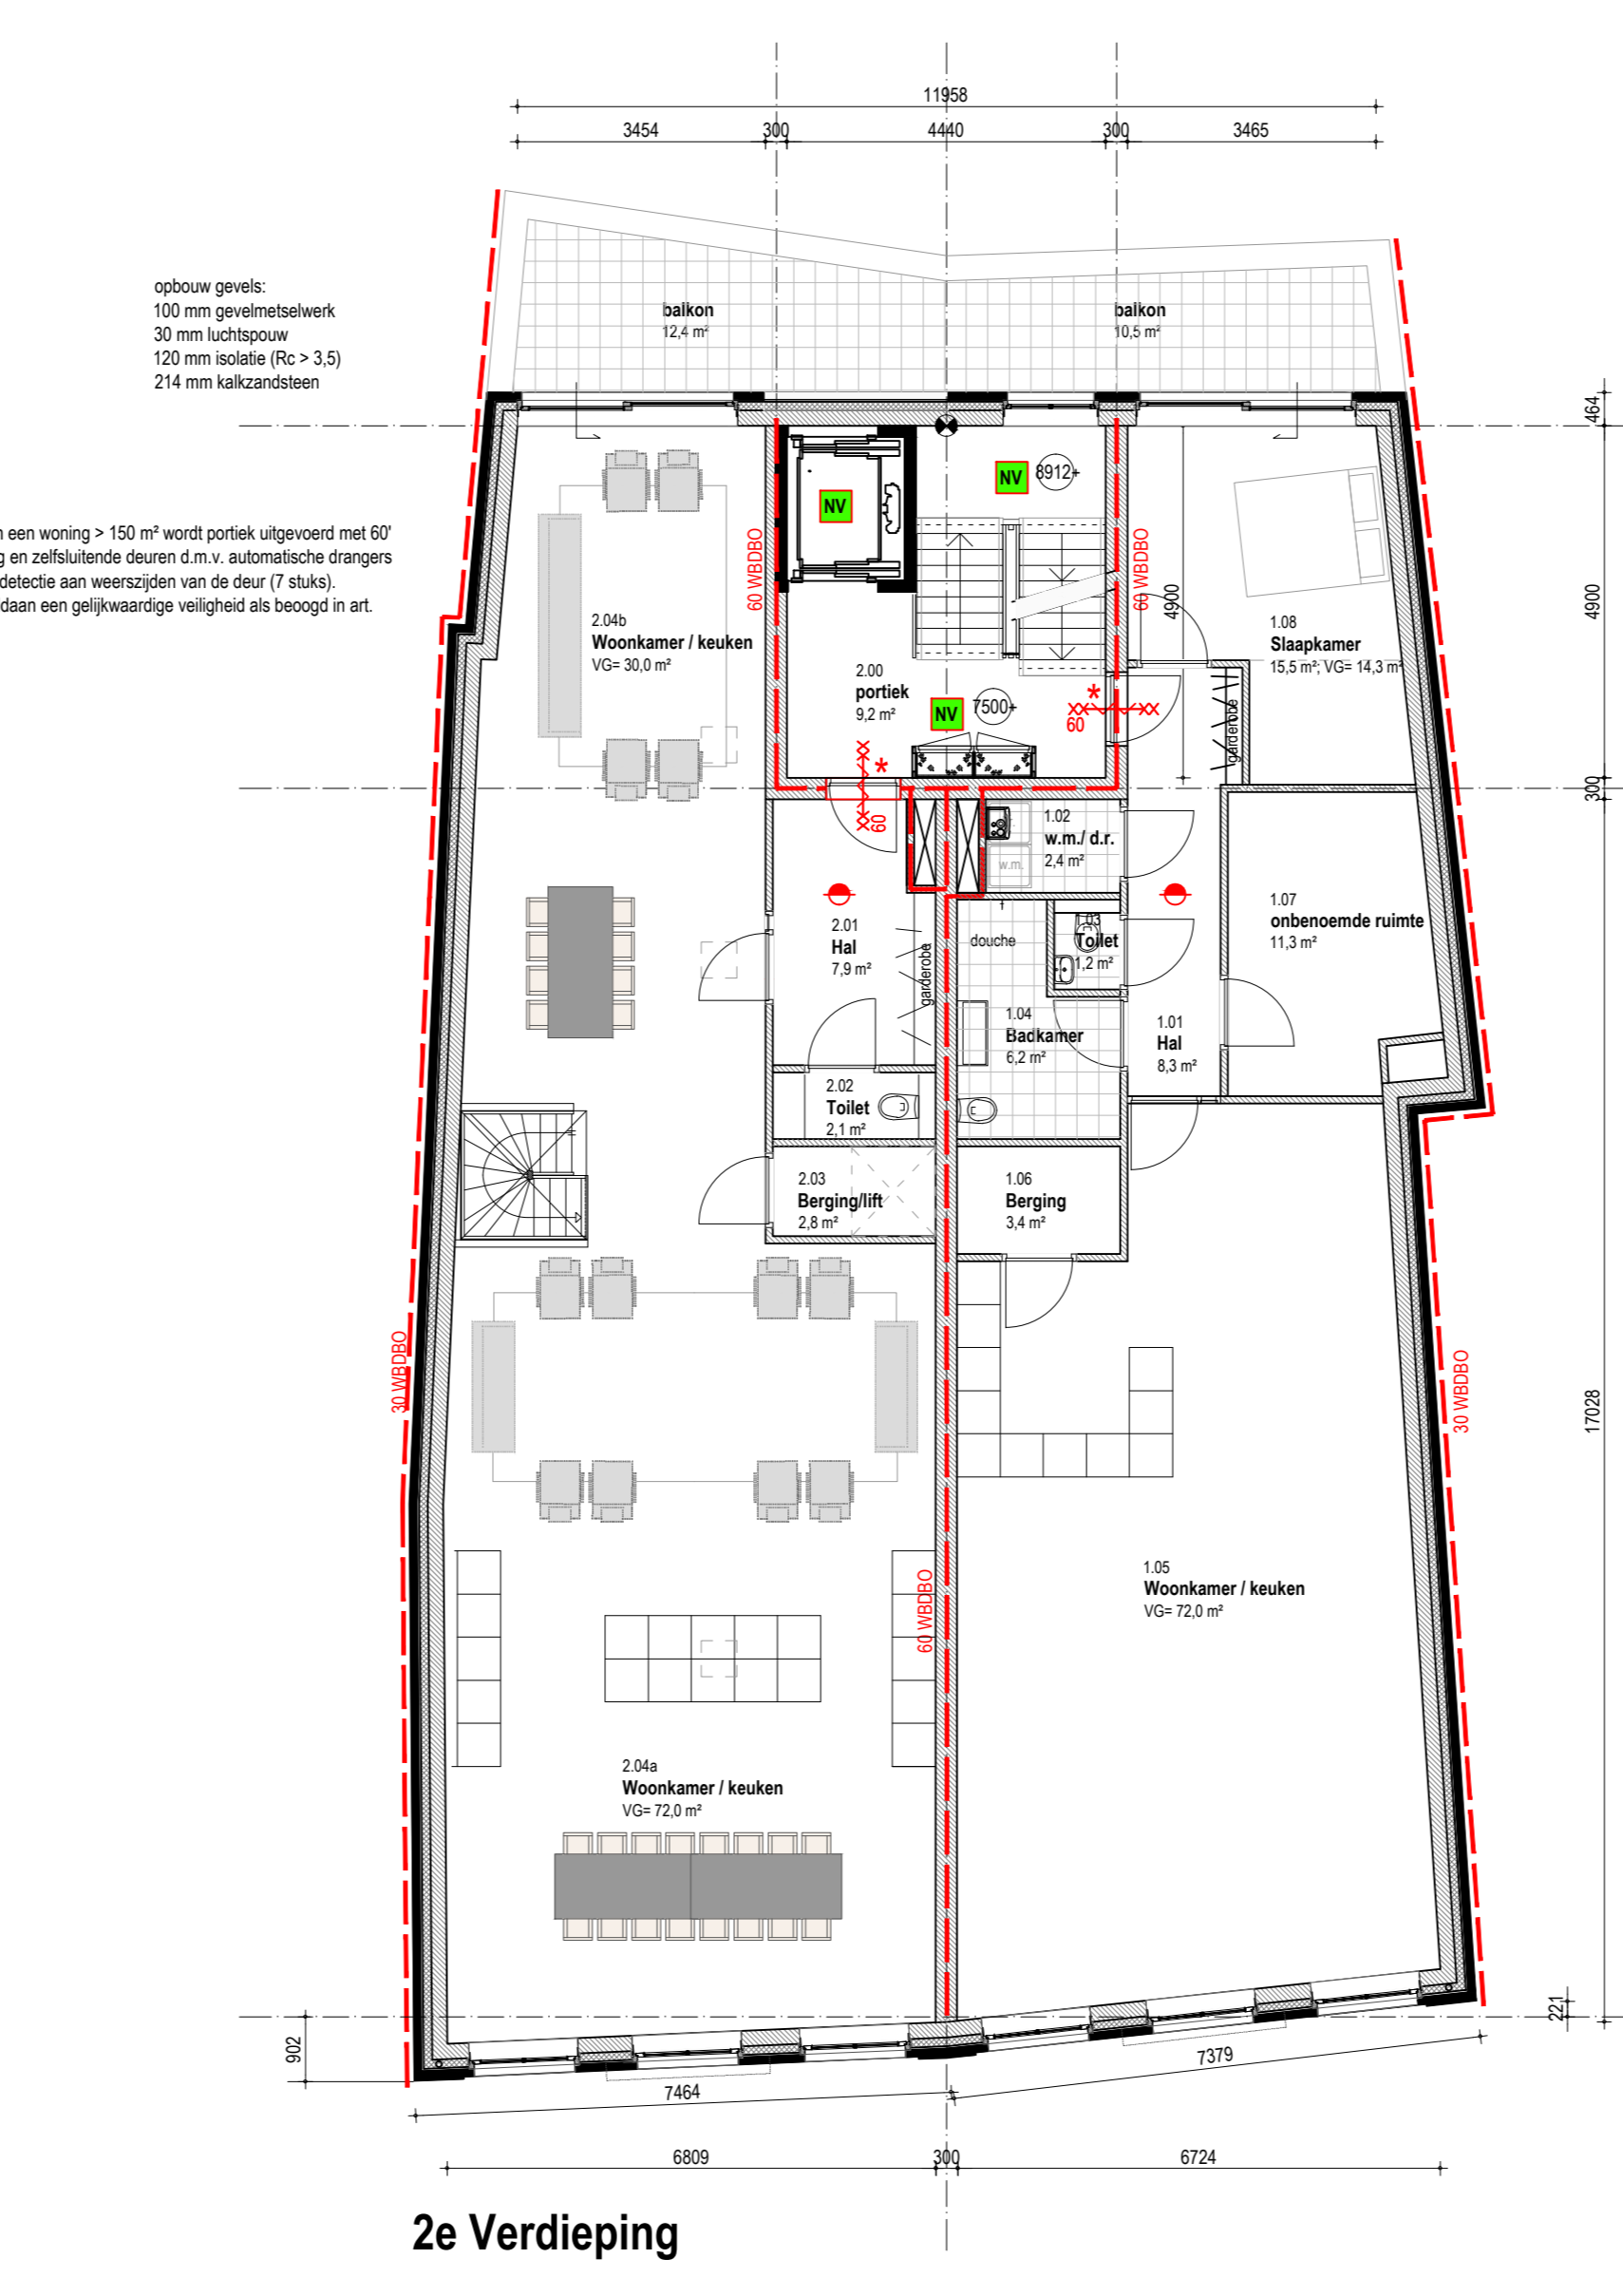 11958
3454
300
4440
300
3465
opbouw gevels:
100 mm gevelmetselwerk
30 mm luchtspouw
120 mm isolatie (Rc > 3,5)
214 mm kalkzandsteen
balkon
12,4 m²
balkon
10,5 m²
464
een woning > 150 m² wordt portiek uitgevoerd met 60'
en zelfsluitende deuren d.m.v. automatische drangers
detectie aan weerszijden van de deur (7 stuks).
een gelijkwaardige veiligheid als beoogd in art.
NV
NV
8912+
60 WBDBO
60 WBDBO
4900
4900
2.04b
Woonkamer / keuken
VG= 30,0 m²
1.08
Slaapkamer
15,5 m²; VG= 14,3 m²
2.00
portiek
9,2 m²
NV
7500+
*
60
garderobe
*
60
300
1.02
w.m./ d.r.
2,4 m²
w.m.
2.01
Hal
7,9 m²
garderobe
douche
1.03
Toilet
1,2 m²
1.07
onbenoemde ruimte
11,3 m²
1.04
Badkamer
6,2 m²
1.01
Hal
8,3 m²
2.02
Toilet
2,1 m²
2.03
Berging/lift
2,8 m²
1.06
Berging
3,4 m²
30 WBDBO
30 WBDBO
17028
60 WBDBO
1.05
Woonkamer / keuken
VG= 72,0 m²
2.04a
Woonkamer / keuken
VG= 72,0 m²
902
221
7464
7379
6809
300
6724
2e Verdieping